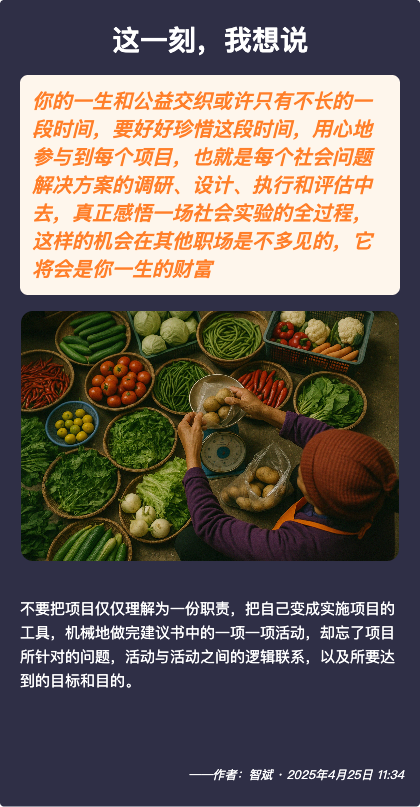 这一刻，我想说
你的一生和公益交织或许只有不长的一
段时间，要好好珍惜这段时间，用心地
参与到每个项目，也就是每个社会问题
解决方案的调研、设计、执行和评估中
去，真正感悟一场社会实验的全过程，
这样的机会在其他职场是不多见的，它
将会是你一生的财富
不要把项目仅仅理解为一份职责，把自己变成实施项目的
工具，机械地做完建议书中的一项一项活动，却忘了项目
所针对的问题，活动与活动之间的逻辑联系，以及所要达
到的目标和目的。
——作者：智斌 · 2025年4月25日 11:34